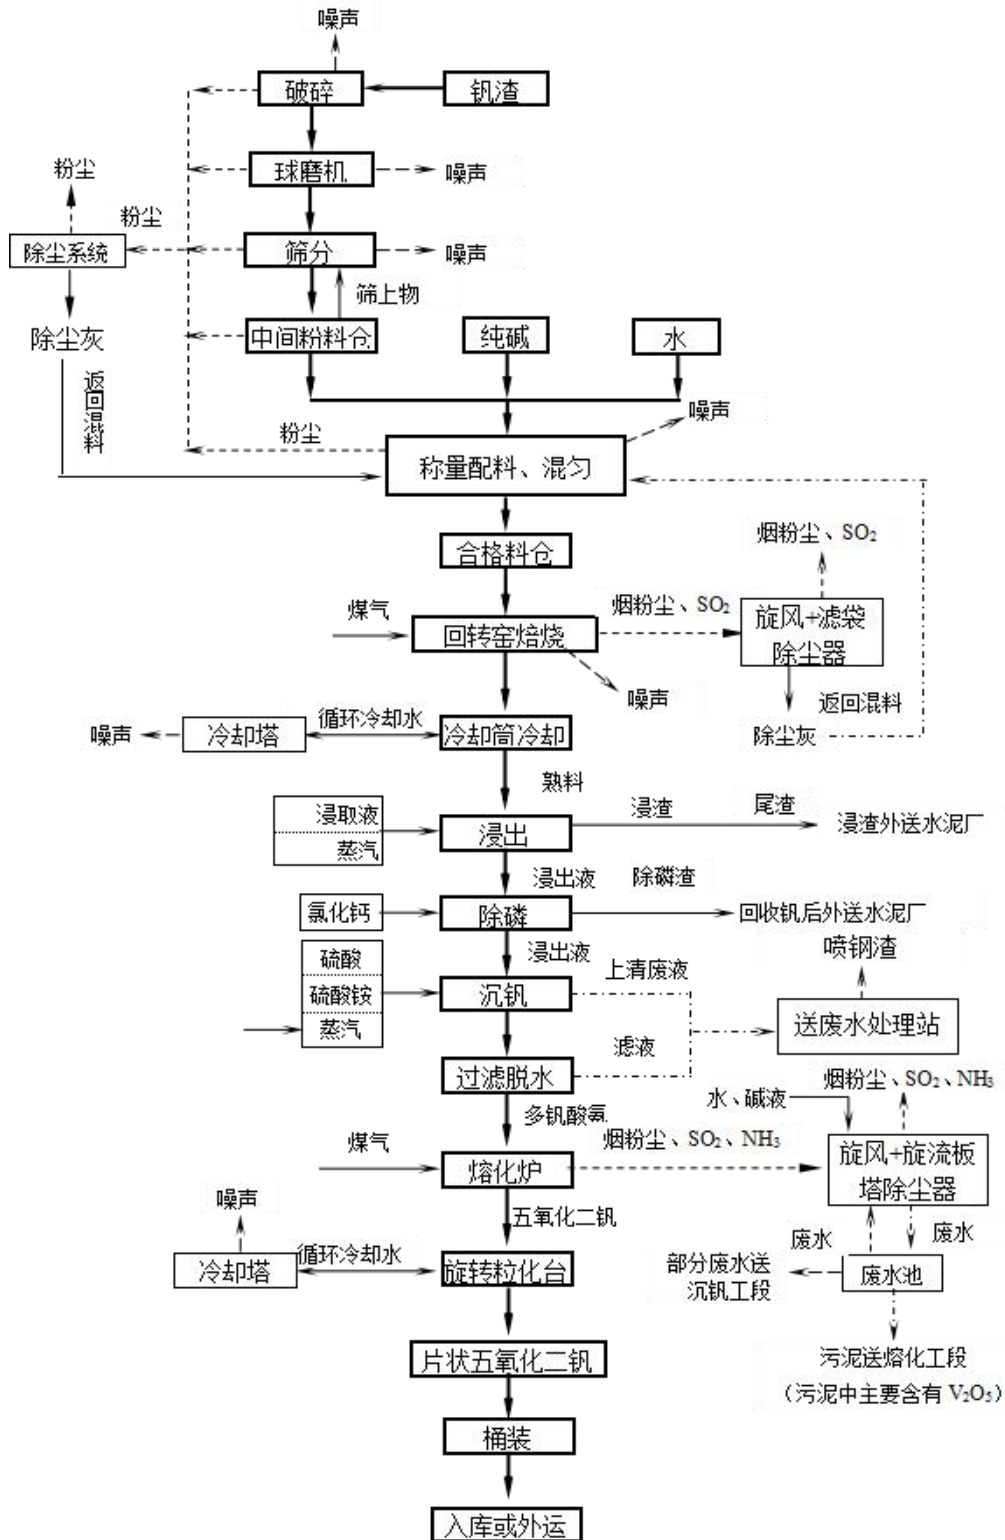 噪声
破碎
钒渣
球磨机
噪声
粉尘
粉尘
除尘系统
筛分
噪声
筛上物
除尘灰
中间粉料仓
纯碱
水
返回混料
噪声
粉尘
称量配料、混匀
合格料仓
烟粉尘、SO₂
煤气
烟粉尘、SO₂
旋风+滤袋
除尘器
回转窑焙烧
噪声
返回混料
除尘灰
噪声
冷却塔
循环冷却水
冷却筒冷却
熟料
浸取液
蒸汽
浸出
浸渣
尾渣
浸渣外送水泥厂
浸出液
除磷渣
氯化钙
除磷
回收钒后外送水泥厂
喷钢渣
浸出液
上清废液
硫酸
硫酸铵
蒸汽
沉钒
送废水处理站
滤液
过滤脱水
烟粉尘、SO₂、NH₃
水、碱液
多钒酸氨
煤气
烟粉尘、SO₂、NH₃
熔化炉
旋风+旋流板
塔除尘器
噪声
五氧化二钒
废水
废水
冷却塔
循环冷却水
旋转粒化台
部分废水送
沉钒工段
废水池
片状五氧化二钒
污泥送熔化工段
（污泥中主要含有 V₂O₅）
桶装
入库或外运